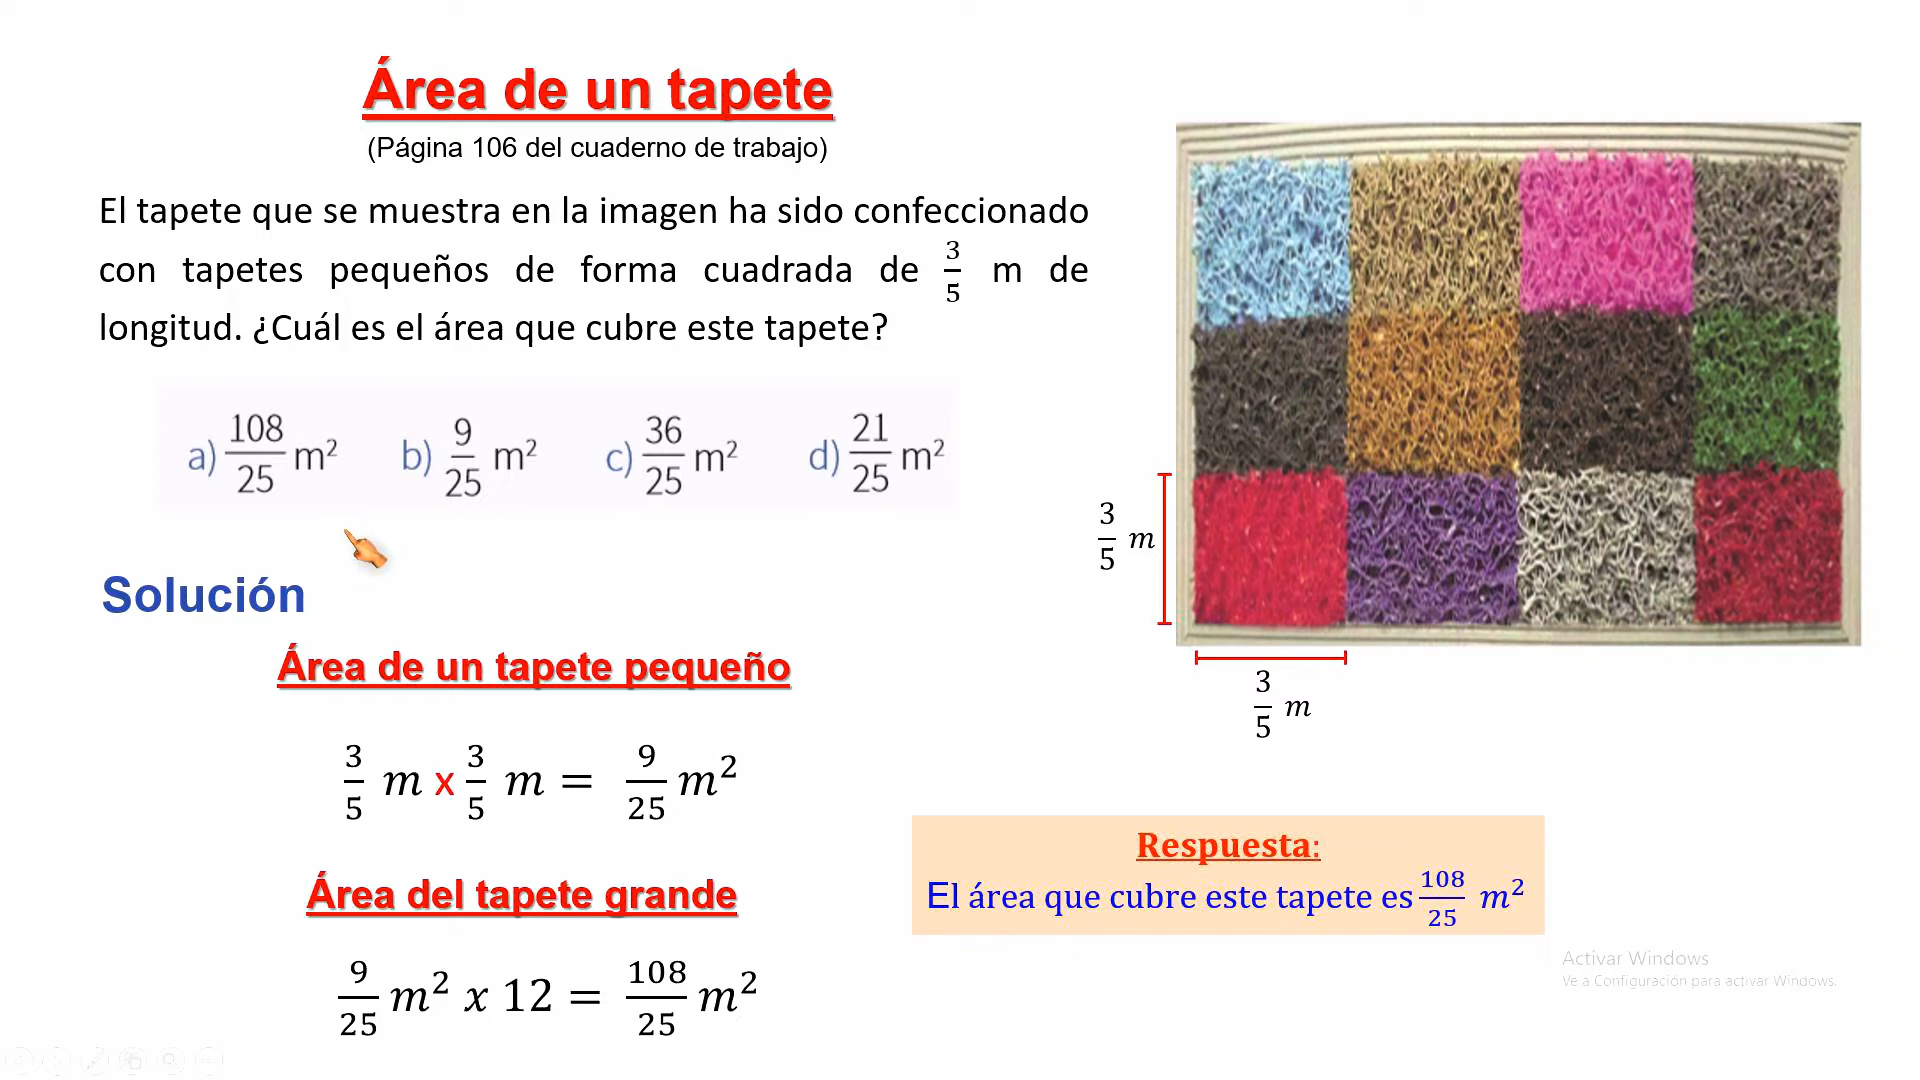 Área de un tapete
(Página 106 del cuaderno de trabajo)
El tapete que se muestra en la imagen ha sido confeccionado
con tapetes pequeños de forma cuadrada de 3/5 m de
longitud. ¿Cuál es el área que cubre este tapete?
a) 108/25 m² b) 9/25 m² c) 36/25 m² d) 21/25 m²
3/5 m
Solución
Área de un tapete pequeño
3/5 m
3/5 m x 3/5 m = 9/25 m²
Respuesta:
El área que cubre este tapete es 108/25 m²
Área del tapete grande
9/25 m² x 12 = 108/25 m²
Activar Windows
Ve a Configuración para activar Windows.